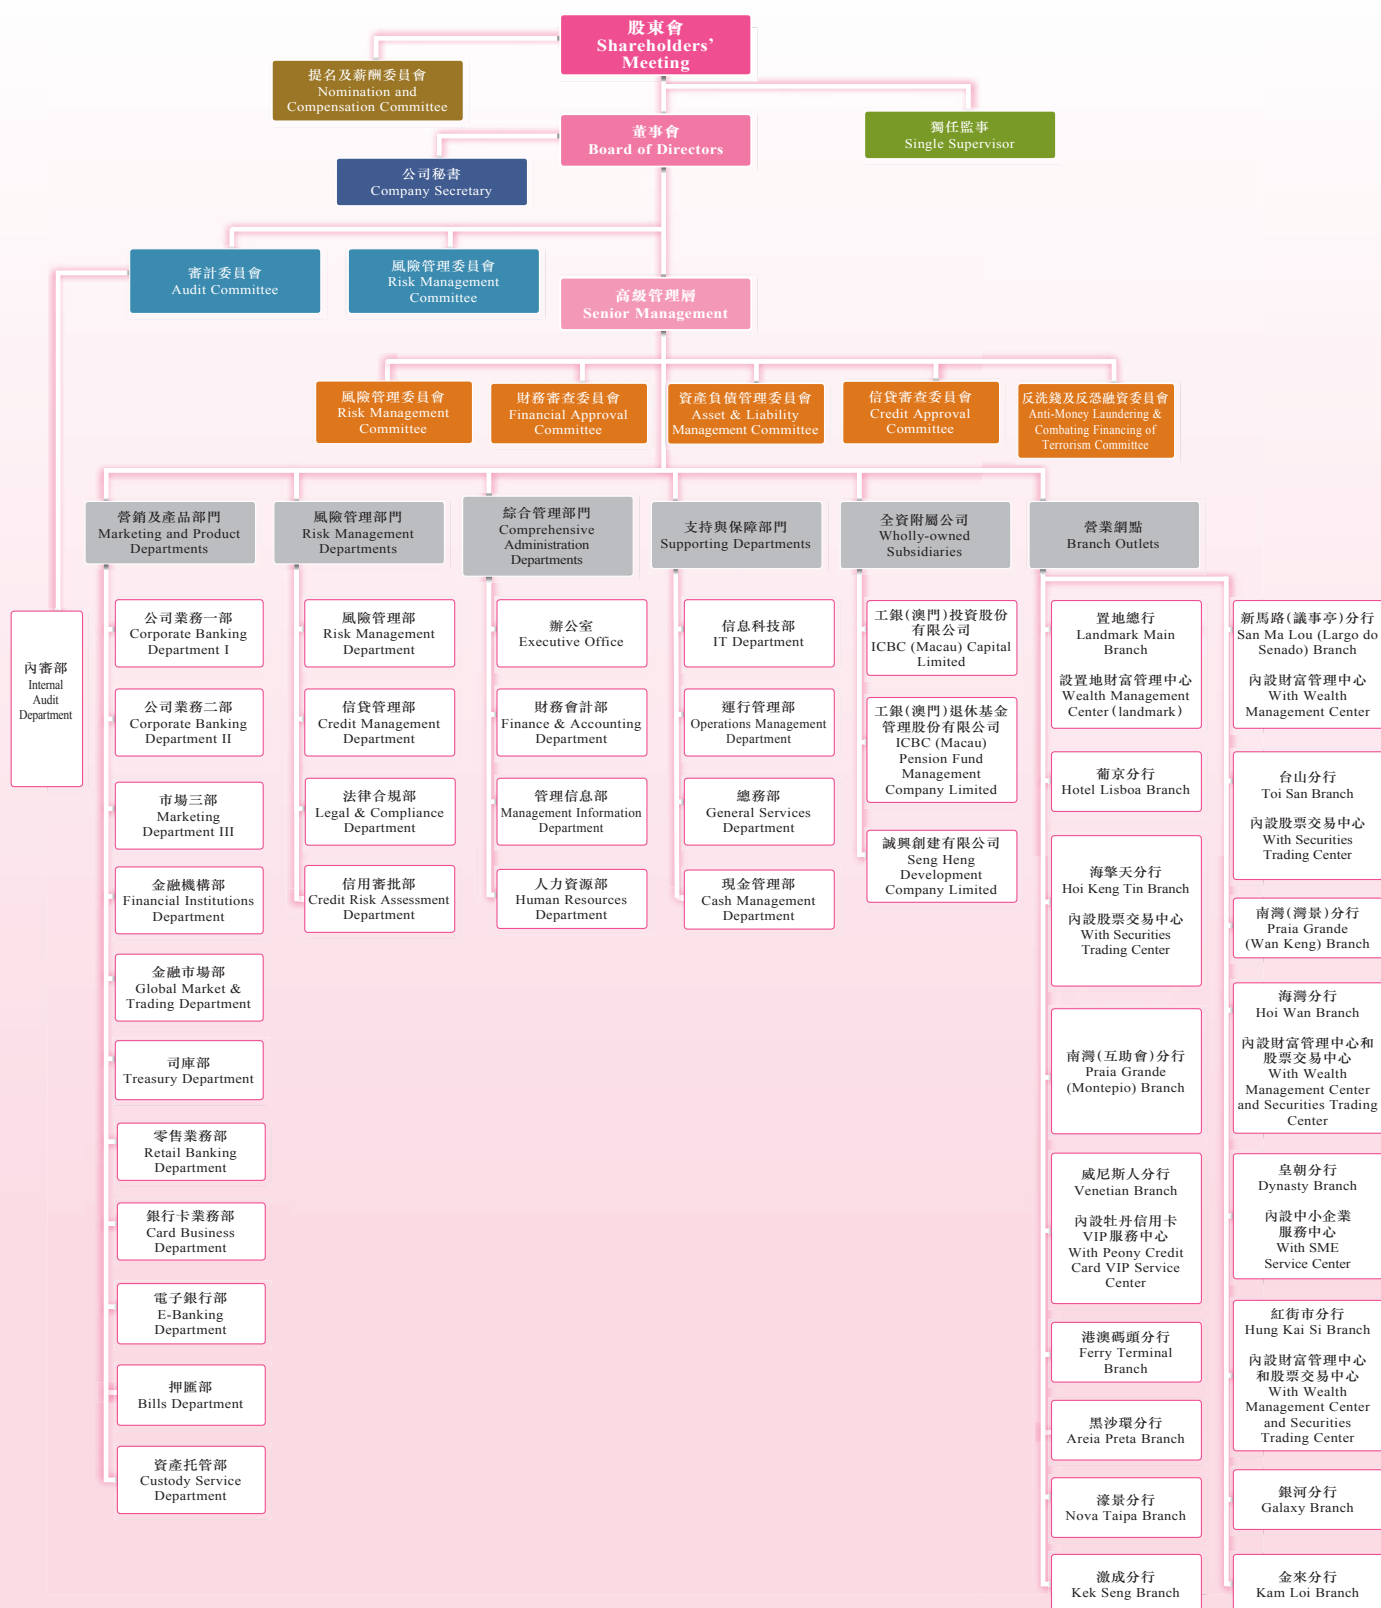 股東會
Shareholders'
Meeting
提名及薪酬委員會
Nomination and
Compensation Committee
董事會
Board of Directors
獨任監事
Single Supervisor
公司秘書
Company Secretary
審計委員會
Audit Committee
風險管理委員會
Risk Management
Committee
高級管理層
Senior Management
風險管理委員會
Risk Management
Committee
財務審查委員會
Financial Approval
Committee
資產負債管理委員會
Asset & Liability
Management Committee
信貸審查委員會
Credit Approval
Committee
反洗錢及反恐融資委員會
Anti-Money Laundering &
Combating Financing of
Terrorism Committee
營銷及產品部門
Marketing and Product
Departments
風險管理部門
Risk Management
Departments
綜合管理部門
Comprehensive
Administration
Departments
支持與保障部門
Supporting Departments
全資附屬公司
Wholly-owned
Subsidiaries
營業網點
Branch Outlets
內審部
Internal
Audit
Department
公司業務一部
Corporate Banking
Department I
公司業務二部
Corporate Banking
Department II
市場三部
Marketing
Department III
金融機構部
Financial Institutions
Department
金融市場部
Global Market &
Trading Department
司庫部
Treasury Department
零售業務部
Retail Banking
Department
銀行卡業務部
Card Business
Department
電子銀行部
E-Banking
Department
押匯部
Bills Department
資產托管部
Custody Service
Department
風險管理部
Risk Management
Department
信貸管理部
Credit Management
Department
法律合規部
Legal & Compliance
Department
信用審批部
Credit Risk Assessment
Department
辦公室
Executive Office
財務會計部
Finance & Accounting
Department
管理信息部
Management Information
Department
人力資源部
Human Resources
Department
信息科技部
IT Department
運行管理部
Operations Management
Department
總務部
General Services
Department
現金管理部
Cash Management
Department
工銀(澳門)投資股份
有限公司
ICBC (Macau) Capital
Limited
工銀(澳門)退休基金
管理股份有限公司
ICBC (Macau)
Pension Fund
Management
Company Limited
誠興創建有限公司
Seng Heng
Development
Company Limited
置地總行
Landmark Main
Branch
設置地財富管理中心
Wealth Management
Center (landmark)
葡京分行
Hotel Lisboa Branch
海擎天分行
Hoi Keng Tin Branch
內設股票交易中心
With Securities
Trading Center
南灣(互助會)分行
Praia Grande
(Montepio) Branch
威尼斯人分行
Venetian Branch
內設牡丹信用卡
VIP服務中心
With Peony Credit
Card VIP Service
Center
港澳碼頭分行
Ferry Terminal
Branch
黑沙環分行
Areia Preta Branch
濠景分行
Nova Taipa Branch
激成分行
Kek Seng Branch
新馬路(議事亭)分行
San Ma Lou (Largo do
Senado) Branch
內設財富管理中心
With Wealth
Management Center
台山分行
Toi San Branch
內設股票交易中心
With Securities
Trading Center
南灣(灣景)分行
Praia Grande
(Wan Keng) Branch
海灣分行
Hoi Wan Branch
內設財富管理中心和
股票交易中心
With Wealth
Management Center
and Securities Trading
Center
皇朝分行
Dynasty Branch
內設中小企業
服務中心
With SME
Service Center
紅街市分行
Hung Kai Si Branch
內設財富管理中心
和股票交易中心
With Wealth
Management Center
and Securities
Trading Center
銀河分行
Galaxy Branch
金來分行
Kam Loi Branch